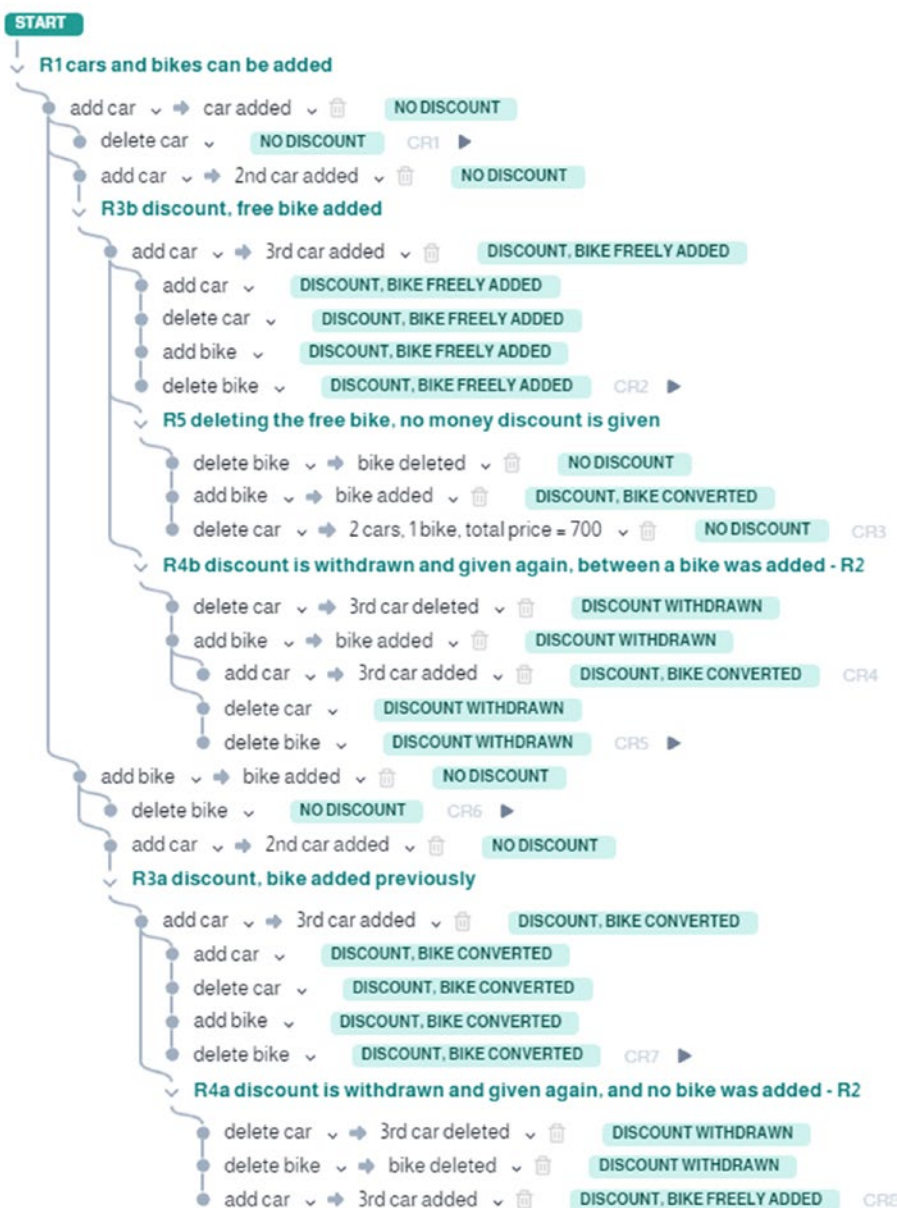 START
R1 cars and bikes can be added
add car car added NO DISCOUNT
delete car NO DISCOUNT CR1
add car 2nd car added NO DISCOUNT
R3b discount, free bike added
add car 3rd car added DISCOUNT, BIKE FREELY ADDED
add car DISCOUNT, BIKE FREELY ADDED
delete car DISCOUNT, BIKE FREELY ADDED
add bike DISCOUNT, BIKE FREELY ADDED
delete bike DISCOUNT, BIKE FREELY ADDED CR2
R5 deleting the free bike, no money discount is given
delete bike bike deleted NO DISCOUNT
add bike bike added DISCOUNT, BIKE CONVERTED
delete car 2 cars, 1 bike, total price = 700 NO DISCOUNT CR3
R4b discount is withdrawn and given again, between a bike was added - R2
delete car 3rd car deleted DISCOUNT WITHDRAWN
add bike bike added DISCOUNT WITHDRAWN
add car 3rd car added DISCOUNT, BIKE CONVERTED CR4
delete car DISCOUNT WITHDRAWN
delete bike DISCOUNT WITHDRAWN CR5
add bike bike added NO DISCOUNT
delete bike NO DISCOUNT CR6
add car 2nd car added NO DISCOUNT
R3a discount, bike added previously
add car 3rd car added DISCOUNT, BIKE CONVERTED
add car DISCOUNT, BIKE CONVERTED
delete car DISCOUNT, BIKE CONVERTED
add bike DISCOUNT, BIKE CONVERTED
delete bike DISCOUNT, BIKE CONVERTED CR7
R4a discount is withdrawn and given again, and no bike was added - R2
delete car 3rd car deleted DISCOUNT WITHDRAWN
delete bike bike deleted DISCOUNT WITHDRAWN
add car 3rd car added DISCOUNT, BIKE FREELY ADDED CR8